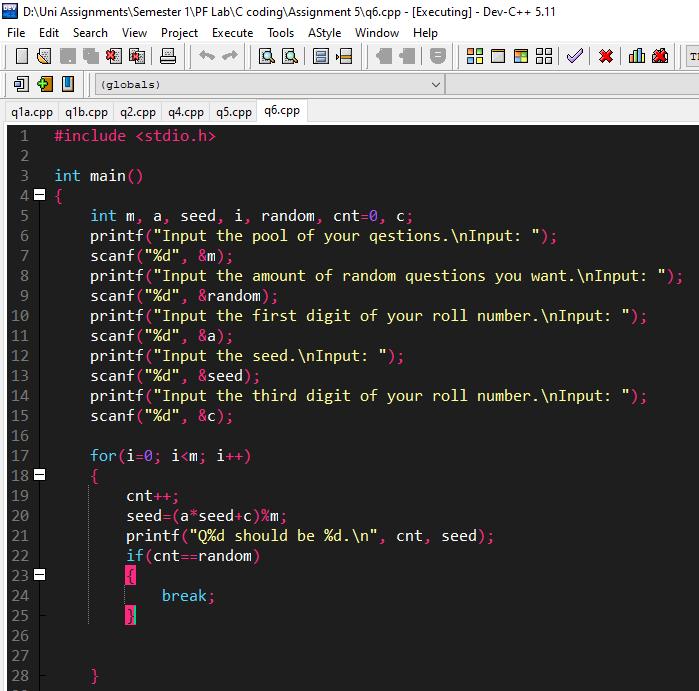 D:\Uni Assignments\Semester 1\PF Lab\C coding\Assignment 5\q6.cpp - [Executing] - Dev-C++ 5.11
File Edit Search View Project Execute Tools AStyle Window Help
(globals)
q1a.cpp q1b.cpp q2.cpp q4.cpp q5.cpp q6.cpp
1 #include <stdio.h>
2
3 int main()
4 {
5 int m, a, seed, i, random, cnt=0, c;
6 printf("Input the pool of your qestions.\nInput: ");
7 scanf("%d", &m);
8 printf("Input the amount of random questions you want.\nInput: ");
9 scanf("%d", &random);
10 printf("Input the first digit of your roll number.\nInput: ");
11 scanf("%d", &a);
12 printf("Input the seed.\nInput: ");
13 scanf("%d", &seed);
14 printf("Input the third digit of your roll number.\nInput: ");
15 scanf("%d", &c);
16
17 for(i=0; i<m; i++)
18 {
19 cnt++;
20 seed=(a*seed+c)%m;
21 printf("Q%d should be %d.\n", cnt, seed);
22 if(cnt==random)
23 {
24 break;
25 }
26
27
28 }